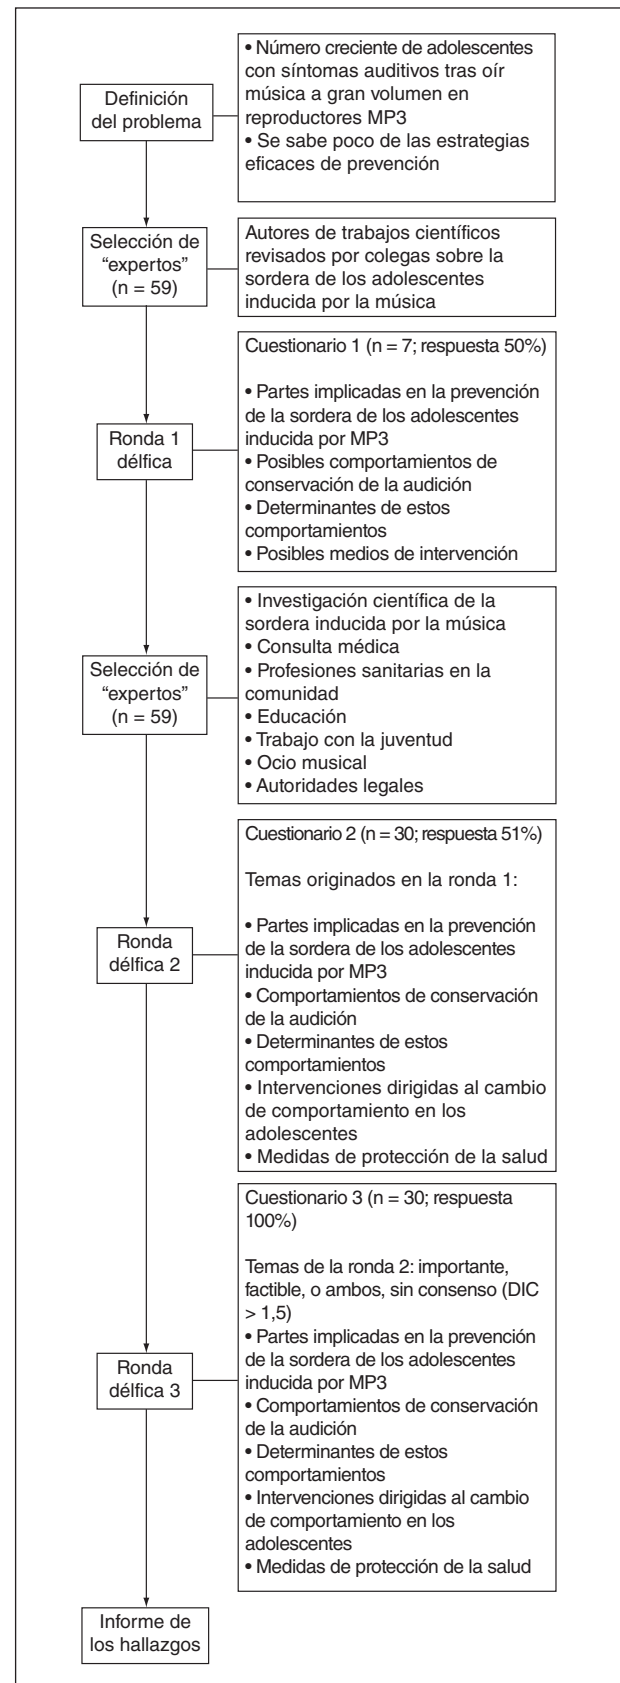 Definición
del problema
• Número creciente de adolescentes
con síntomas auditivos tras oír
música a gran volumen en
reproductores MP3
• Se sabe poco de las estrategias
eficaces de prevención
Selección de
“expertos”
(n = 59)
Autores de trabajos científicos
revisados por colegas sobre la
sordera de los adolescentes
inducida por la música
Ronda 1
délfica
Cuestionario 1 (n = 7; respuesta 50%)
• Partes implicadas en la prevención
de la sordera de los adolescentes
inducida por MP3
• Posibles comportamientos de
conservación de la audición
• Determinantes de estos
comportamientos
• Posibles medios de intervención
Selección de
“expertos”
(n = 59)
• Investigación científica de la
sordera inducida por la música
• Consulta médica
• Profesiones sanitarias en la
comunidad
• Educación
• Trabajo con la juventud
• Ocio musical
• Autoridades legales
Ronda
délfica 2
Cuestionario 2 (n = 30; respuesta 51%)
Temas originados en la ronda 1:
• Partes implicadas en la prevención
de la sordera de los adolescentes
inducida por MP3
• Comportamientos de conservación
de la audición
• Determinantes de estos
comportamientos
• Intervenciones dirigidas al cambio
de comportamiento en los
adolescentes
• Medidas de protección de la salud
Ronda
délfica 3
Cuestionario 3 (n = 30; respuesta
100%)
Temas de la ronda 2: importante,
factible, o ambos, sin consenso (DIC
> 1,5)
• Partes implicadas en la prevención
de la sordera de los adolescentes
inducida por MP3
• Comportamientos de conservación
de la audición
• Determinantes de estos
comportamientos
• Intervenciones dirigidas al cambio
de comportamiento en los
adolescentes
• Medidas de protección de la salud
Informe de
los hallazgos